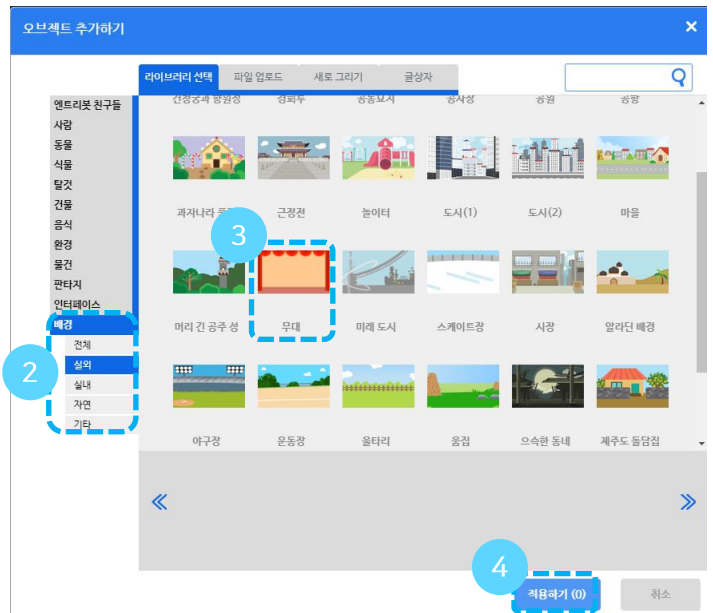 오브젝트 추가하기
라이브러리 선택 파일 업로드 새로 그리기 글상자
엔트리봇 친구들
사람
동물
식물
탈것
건물
음식
환경
물건
판타지
인터페이스
배경
전체
실외
실내
자연
기타
2
공원
과자나라 근정전 놀이터 도시(1) 도시(2) 마을
3
머리 긴 공주 성 무대 미래 도시 스케이트장 시장 알라딘 배경
야구장 운동장 울타리 움집 으슥한 동네 제주도 돌담집
4
적용하기 (0) 취소